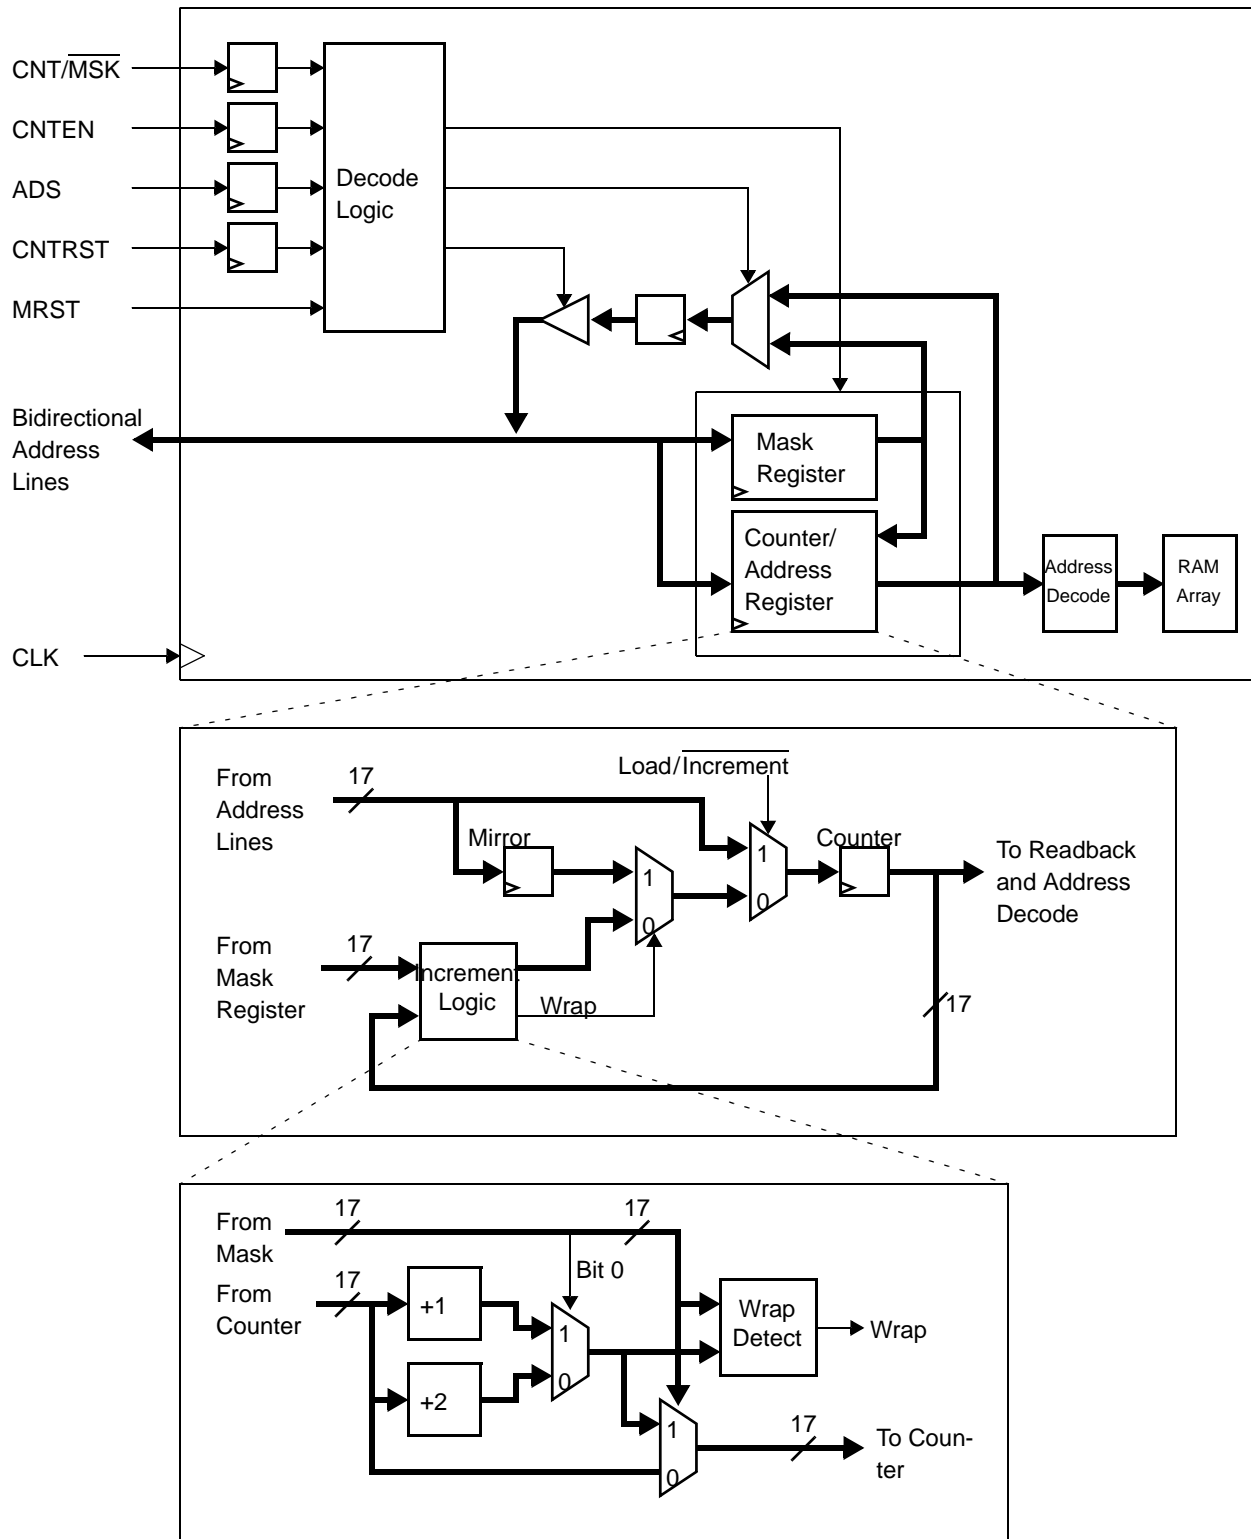 CNT/MSK
CNTEN
ADS
CNTRST
MRST
Decode
Logic
Bidirectional
Address
Lines
Mask
Register
Counter/
Address
Register
Address
Decode
RAM
Array
CLK
From
Address
Lines
17
Load/Increment
Mirror
1
0
1
0
Counter
To Readback
and Address
Decode
From
Mask
Register
17
Increment
Logic
Wrap
17
From
Mask
17
17
Bit 0
From
Counter
17
+1
+2
1
0
Wrap
Detect
Wrap
1
0
17
To Coun-
ter